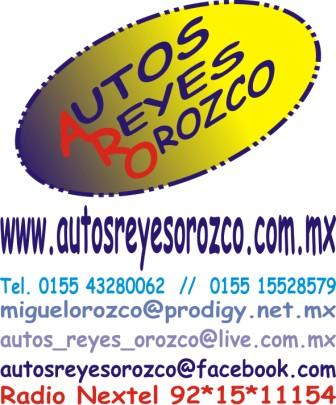 AUTOS
REYES
OROZCO
www.autosreyesorozco.com.mx
Tel. 0155 43280062 // 0155 15528579
miguelorozco@prodigy.net.mx
autos_reyes_orozco@live.com.mx
autosreyesorozco@facebook.com
Radio Nextel 92*15*11154